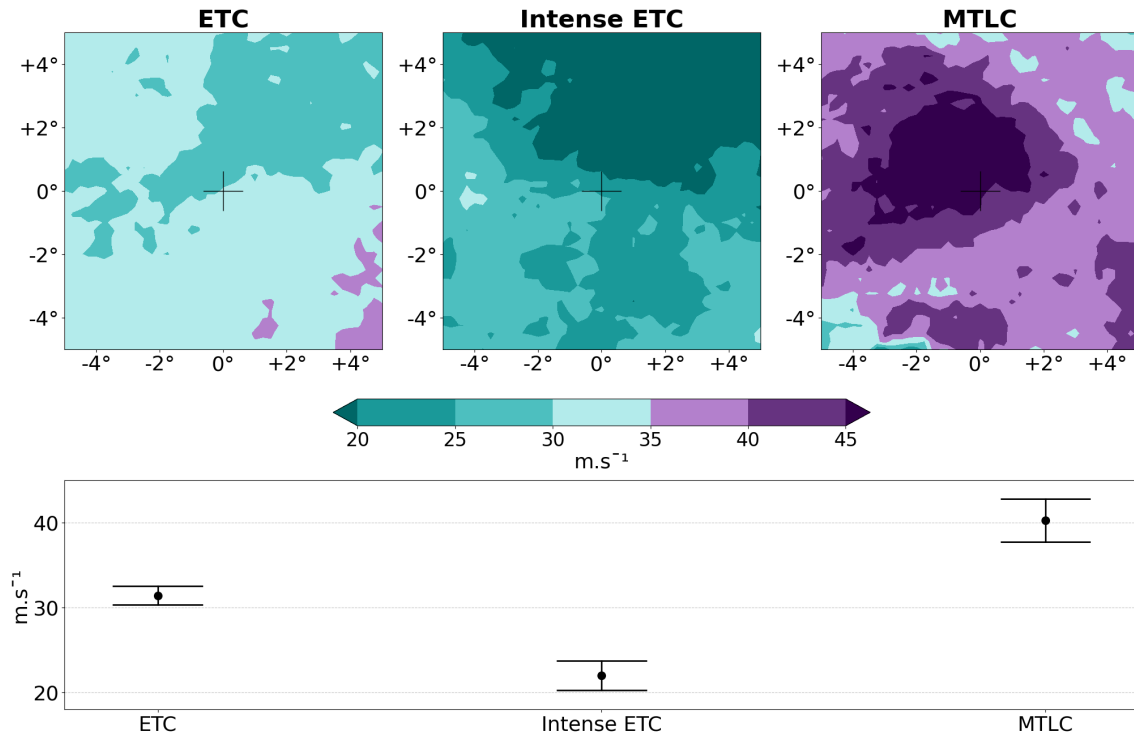 ETC Intense ETC MTLC
+4° +4° +4°
+2° +2° +2°
0° 0° 0°
-2° -2° -2°
-4° -4° -4°
-4° -2° 0° +2° +4° -4° -2° 0° +2° +4° -4° -2° 0° +2° +4°
20 25 30 35 40 45
m.s⁻¹
40
30
20
m.s⁻¹
ETC Intense ETC MTLC